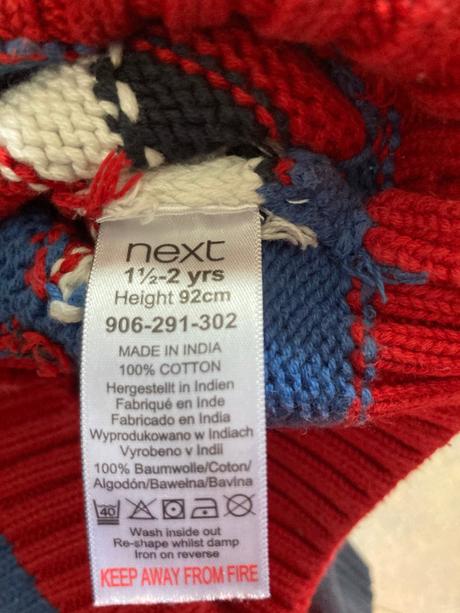 next
1½-2 yrs
Height 92cm
906-291-302
MADE IN INDIA
100% COTTON
Hergestellt in Indien
Fabriqué en Inde
Fabricado en India
Wyprodukowano w Indiach
Vyrobeno v Indii
100% Baumwolle/Coton/
Algodón/Bawełna/Bavlna
40
Wash inside out
Re-shape whilst damp
Iron on reverse
KEEP AWAY FROM FIRE